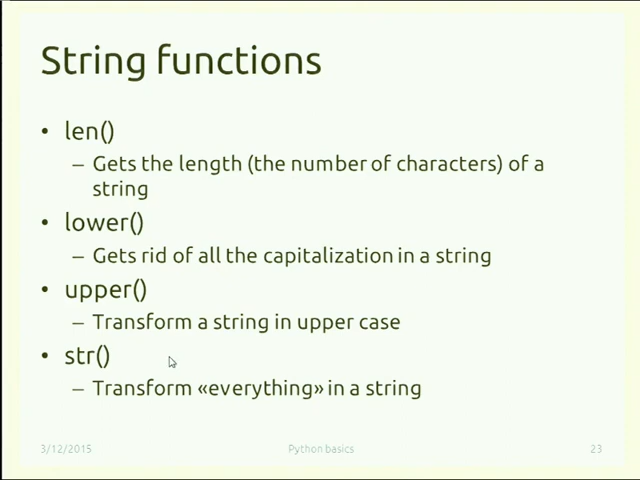 String functions
• len()
– Gets the length (the number of characters) of a
string
• lower()
– Gets rid of all the capitalization in a string
• upper()
– Transform a string in upper case
• str()
– Transform «everything» in a string
3/12/2015 Python basics 23